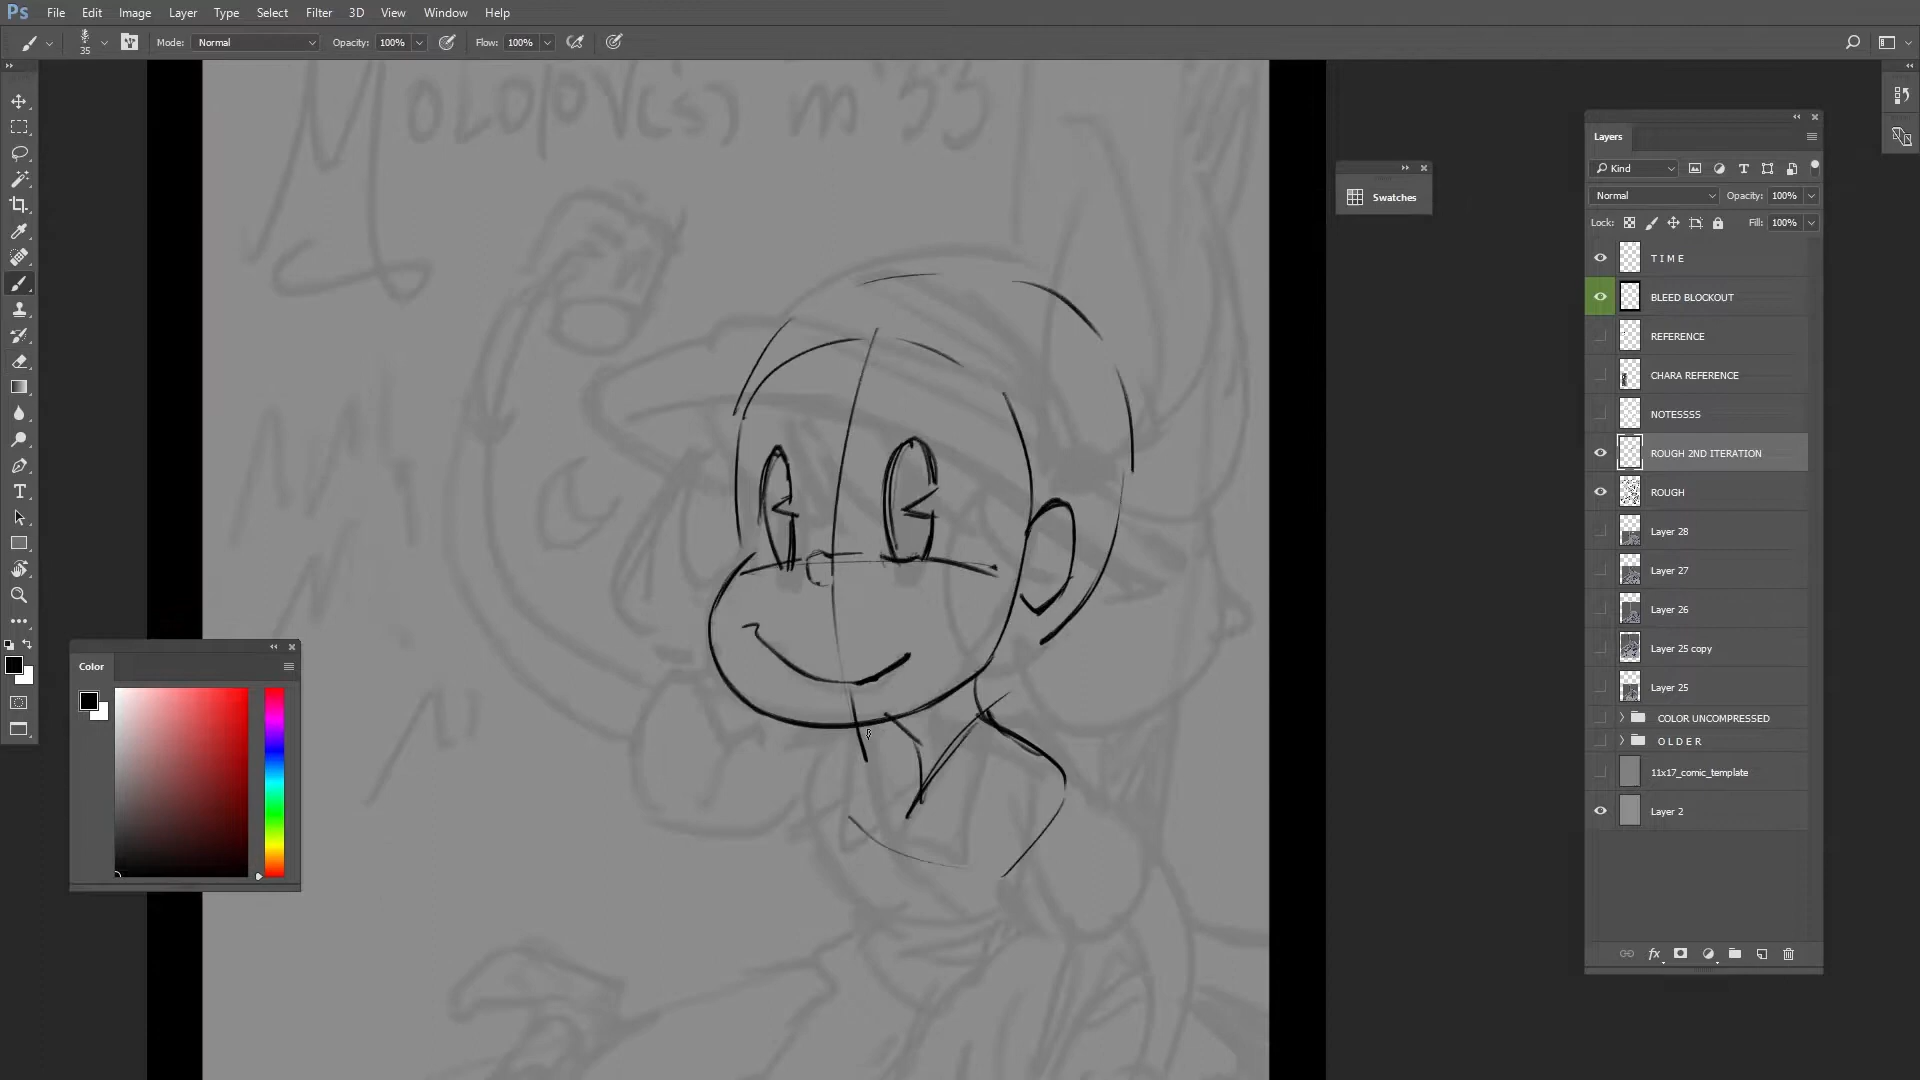 Ps File Edit Image Layer Type Select Filter 3D View Window Help
35 Mode: Normal Opacity: 100% Flow: 100%
m'55
Layers
Kind
Normal Opacity: 100%
Lock: Fill: 100%
Swatches
T I M E
BLEED BLOCKOUT
REFERENCE
CHARA REFERENCE
NOTESSSS
ROUGH 2ND ITERATION
ROUGH
Layer 28
Layer 27
Layer 26
Layer 25 copy
Layer 25
COLOR UNCOMPRESSED
O L D E R
11x17_comic_template
Layer 2
Color
fx